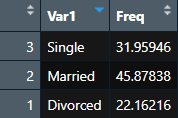 Var1 Freq
3 Single 31.95946
2 Married 45.87838
1 Divorced 22.16216